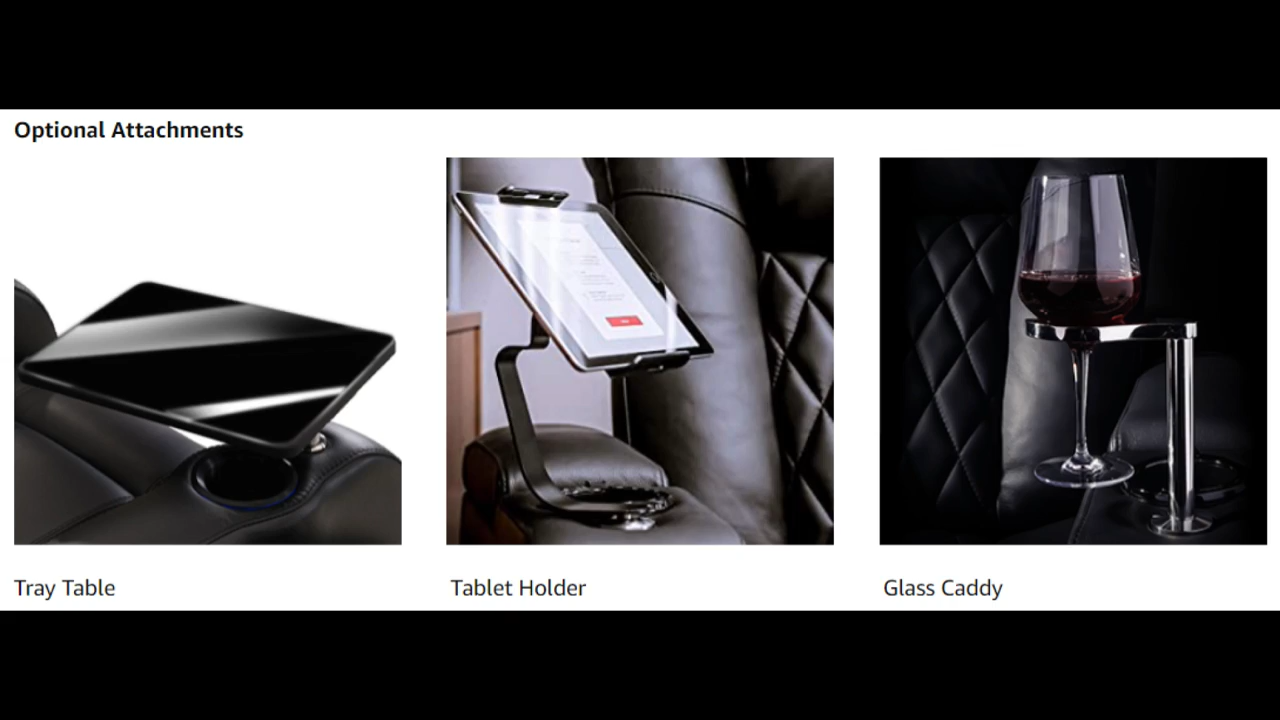 Optional Attachments
Tray Table
Tablet Holder
Glass Caddy